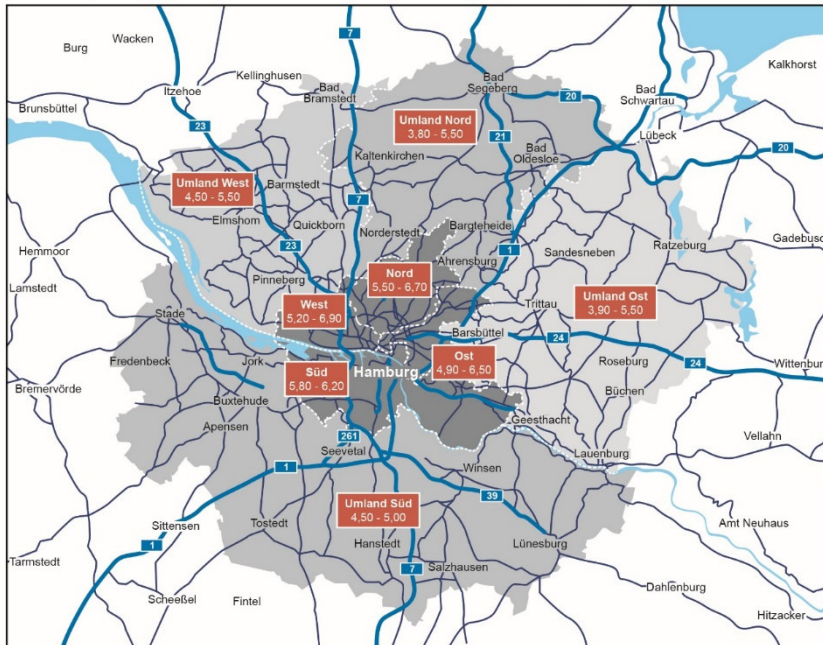 Wacken
Burg
7
Kalkhorst
Kellinghusen
Bad
Segeberg
Itzehoe
Bad
Bramstedt
20
Bad
Schwartau
Brunsbüttel
Umland Nord
3,80 - 5,50
23
21
Lübeck
Bad
Oldesloe
20
Kaltenkirchen
Umland West
4,50 - 5,50
Barmstedt
7
Elmshorn
Quickborn
Norderstedt
Bargteheide
23
1
Sandesneben
Ratzeburg
Gadebusc
Hemmoor
Ahrensburg
Nord
5,50 - 6,70
Pinneberg
Lamstedt
West
5,20 - 6,90
Trittau
Umland Ost
3,90 - 5,50
Stade
Barsbüttel
24
Fredenbeck
Jork
Süd
5,80 - 6,20
Hamburg
Ost
4,90 - 6,50
Roseburg
24
Wittenbur
Bremervörde
Büchen
Buxtehude
Geesthacht
Apensen
261
Vellahn
Seevetal
Lauenburg
1
Winsen
39
Umland Süd
4,50 - 5,00
Sittensen
Tostedt
Amt Neuhaus
1
Hanstedt
Lünesburg
Tarmstedt
7
Salzhausen
Scheeßel
Fintel
Dahlenburg
Hitzacker